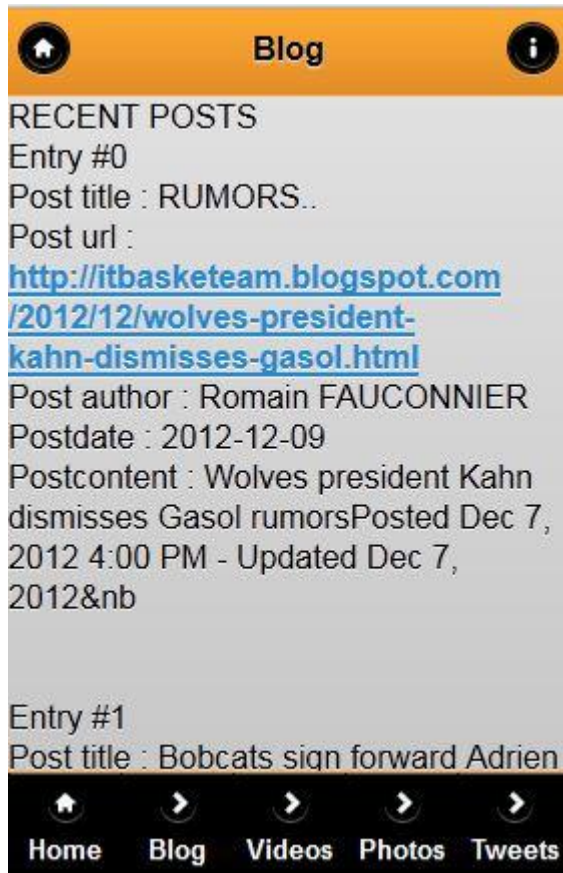 Blog
RECENT POSTS
Entry #0
Post title : RUMORS..
Post url :
http://itbasketeam.blogspot.com
/2012/12/wolves-president-
kahn-dismisses-gasol.html
Post author : Romain FAUCONNIER
Postdate : 2012-12-09
Postcontent : Wolves president Kahn
dismisses Gasol rumorsPosted Dec 7,
2012 4:00 PM - Updated Dec 7,
2012&nb
Entry #1
Post title : Bobcats sign forward Adrien
Home Blog Videos Photos Tweets